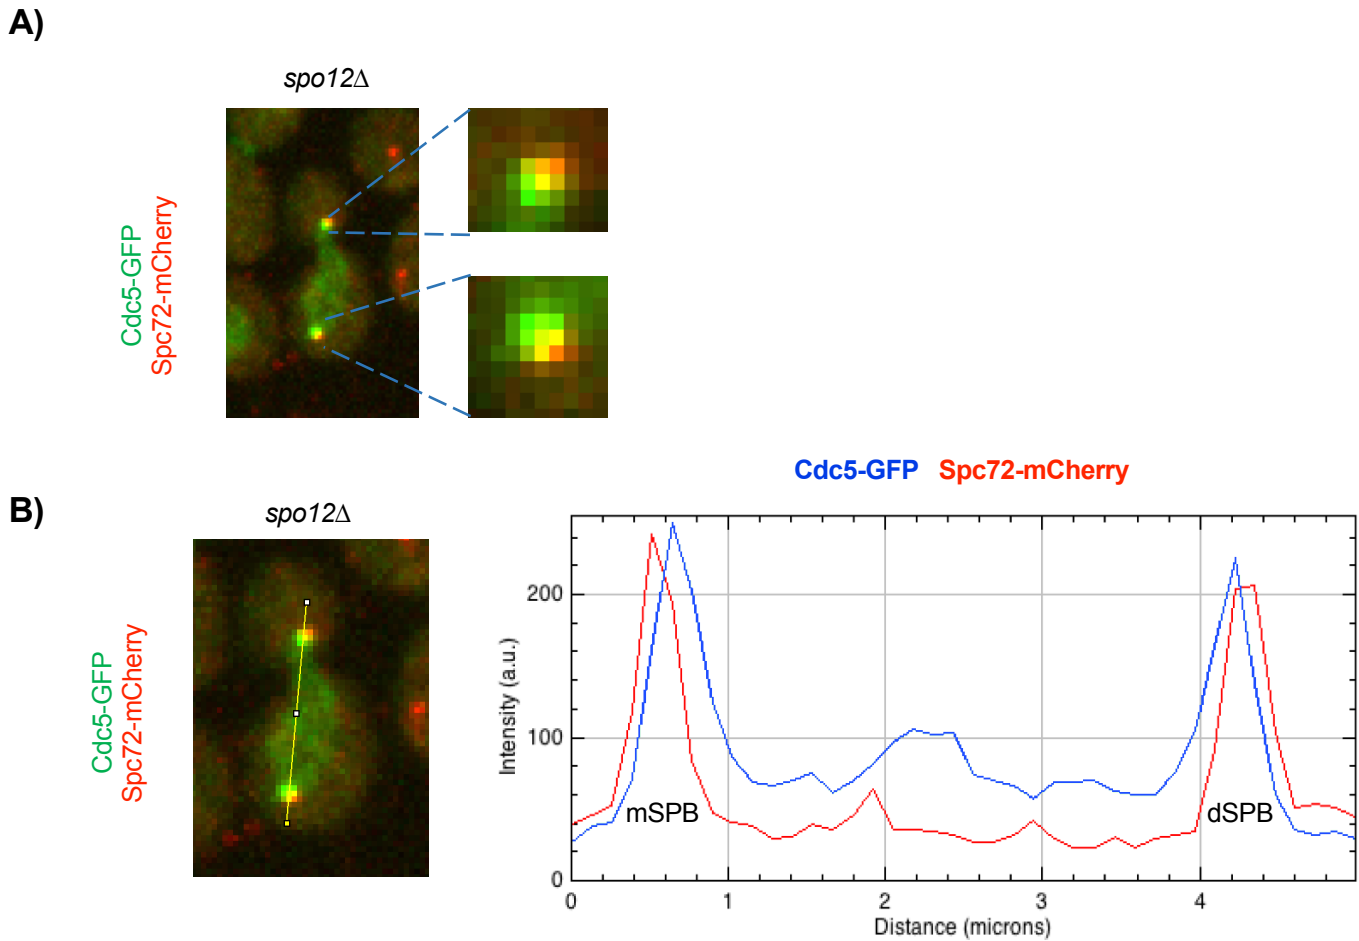 A)
spo12Δ
Cdc5-GFP
Spc72-mCherry
B)
spo12Δ
Cdc5-GFP
Spc72-mCherry
Cdc5-GFP Spc72-mCherry
Intensity (a.u.)
200
100
0
mSPB
dSPB
0 1 2 3 4
Distance (microns)